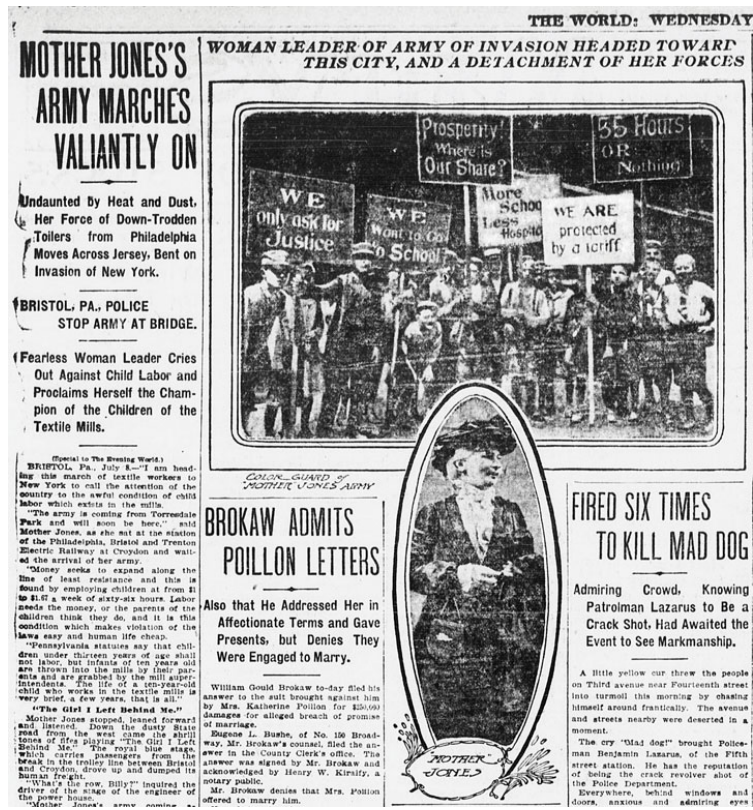 THE WORLD: WEDNESDAY
MOTHER JONES'S
ARMY MARCHES
VALIANTLY ON
Undaunted by Heat and Dust,
Her Force of Down-Trodden
Toilers from Philadelphia
Moves Across Jersey, Bent on
Invasion of New York.
BRISTOL, PA., POLICE
STOP ARMY AT BRIDGE.
Fearless Woman Leader Cries
Out Against Child Labor and
Proclaims Herself the Cham-
pion of the Children of the
Textile Mills.
(Special to The Evening World.)
BRISTOL, Pa., July 8.—"I am head-
ing this march of textile workers to
New York to call the attention of the
country to the awful condition of child
labor which exists in the mills.
"The army is coming from Torresdale
Park and will soon be here," said
Mother Jones, as she sat at the station
of the Philadelphia, Bristol and Trenton
Electric Railway at Croydon and wait-
ed the arrival of her army.
"Money seeks to expand along the
line of least resistance and this is
found by employing children at from $1
to $1.67 a week of sixty-six hours. Labor
needs the money, or the parents of the
children think they do, and it is this
condition which makes violation of the
laws easy and human life cheap.
"Pennsylvania statutes say that chil-
dren under thirteen years of age shall
not labor, but infants of ten years old
are thrown into the mills by their par-
ents and are grabbed by the mill super-
intendents. The life of a ten-year-old
child who works in the textile mills is
very brief, a few years, that is all."
"The Girl I Left Behind Me."
Mother Jones stopped, leaned forward
and listened. Down the dusty State
road from the west came the shrill
tones of fifes playing "The Girl I Left
Behind Me." The royal blue stage,
which carries passengers from the
break in the trolley line between Bristol
and Croydon, drove up and dumped its
human freight.
"What's the row, Billy?" inquired the
driver of the stage of the engineer of
the power house.
"Mother Jones's army coming
WOMAN LEADER OF ARMY OF INVASION HEADED TOWARD
THIS CITY, AND A DETACHMENT OF HER FORCES
Prosperity!
Where is
Our Share?
55 HOURS
OR
Nothing
WE
only ask for
Justice
WE
Want to Go
To School
More
School
Less
Hospital
WE ARE
protected
by a tariff
COLOR GUARD OF
MOTHER JONES' ARMY
MOTHER
JONES
BROKAW ADMITS
POILLON LETTERS
Also that He Addressed Her in
Affectionate Terms and Gave
Presents, but Denies They
Were Engaged to Marry.
William Gould Brokaw to-day filed his
answer to the suit brought against him
by Mrs. Katherine Poillon for $250,000
damages for alleged breach of promise
of marriage.
Eugene L. Bushe, of No. 150 Broad-
way, Mr. Brokaw's counsel, filed the an-
swer in the County Clerk's office. The
answer was signed by Mr. Brokaw and
acknowledged by Henry W. Kiralfy, a
notary public.
Mr. Brokaw denies that Mrs. Poillon
offered to marry him.
FIRED SIX TIMES
TO KILL MAD DOG
Admiring Crowd, Knowing
Patrolman Lazarus to Be a
Crack Shot, Had Awaited the
Event to See Markmanship.
A little yellow cur threw the people
on Third avenue near Fourteenth street
into turmoil this morning by chasing
himself around frantically. The avenue
and streets nearby were deserted in a
moment.
The cry "Mad dog!" brought Police-
man Benjamin Lazarus, of the Fifth
street station. He has the reputation
of being the crack revolver shot of
the Police Department.
Everywhere, behind windows and
doors, anxious and admiring